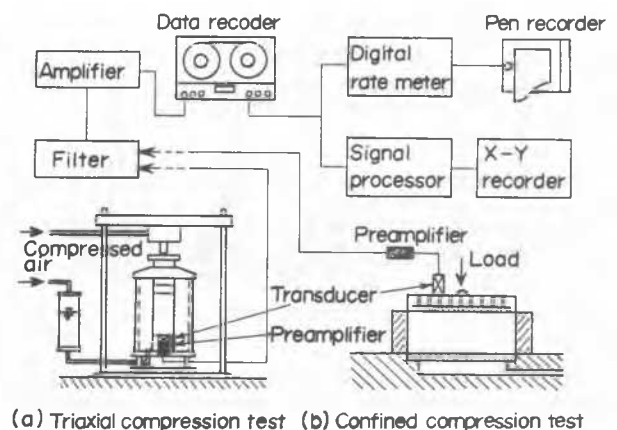 Data recoder
Pen recorder
Amplifier
Digital
rate meter
Filter
Signal
processor
X-Y
recorder
Compressed
air
Preamplifier
Load
Transducer
Preamplifier
(a) Triaxial compression test (b) Confined compression test